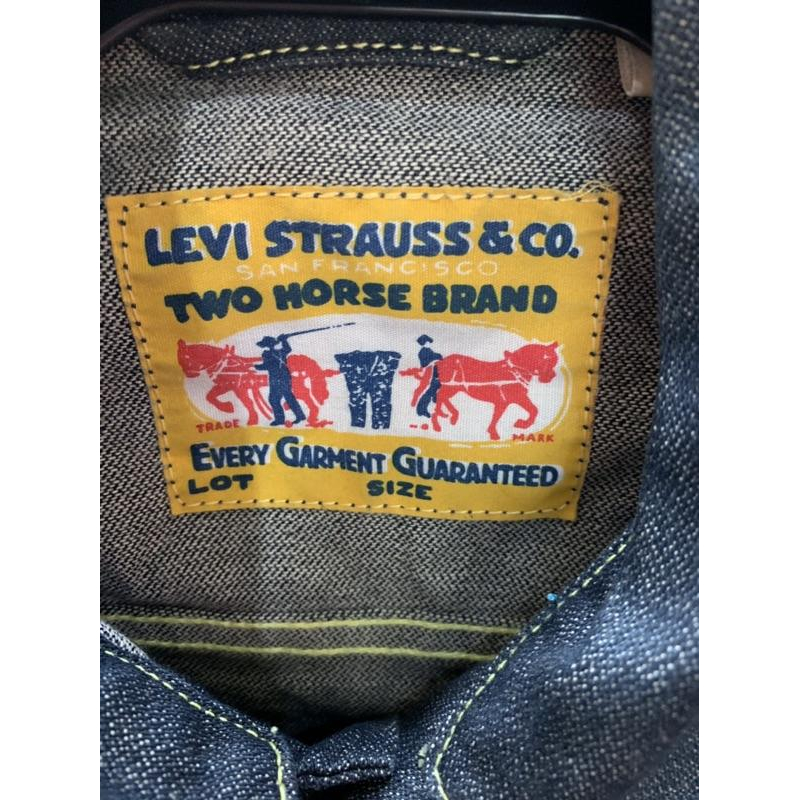 LEVI STRAUSS & CO.
SAN FRANCISCO
TWO HORSE BRAND
TRADE MARK
EVERY GARMENT GUARANTEED
LOT SIZE